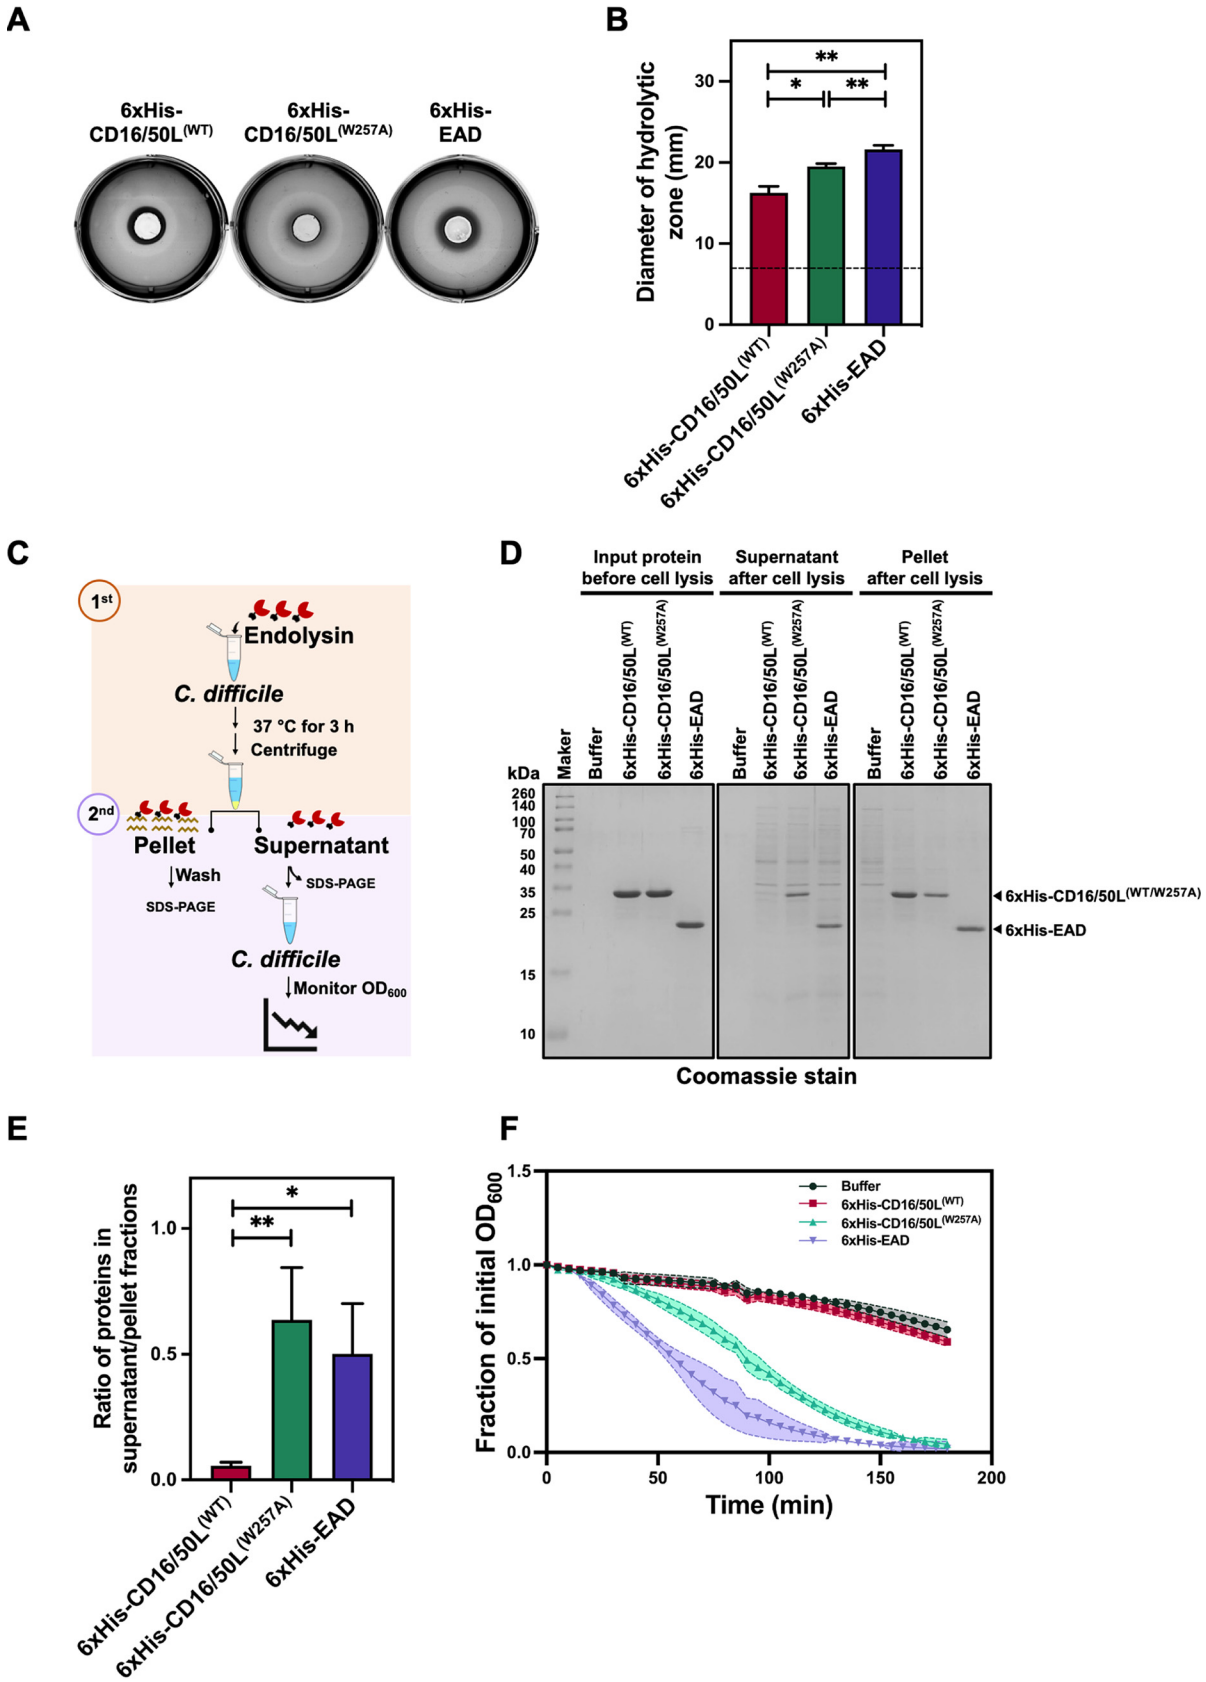 A
6xHis-
CD16/50L(WT)
6xHis-
CD16/50L(W257A)
6xHis-
EAD
B
Diameter of hydrolytic
zone (mm)
30
20
10
0
**
*
**
6xHis-CD16/50L(WT)
6xHis-CD16/50L(W257A)
6xHis-EAD
C
1st
Endolysin
C. difficile
37 °C for 3 h
Centrifuge
2nd
Pellet
Supernatant
Wash
SDS-PAGE
SDS-PAGE
C. difficile
Monitor OD600
D
Input protein
before cell lysis
Supernatant
after cell lysis
Pellet
after cell lysis
kDa
Maker
Buffer
6xHis-CD16/50L(WT)
6xHis-CD16/50L(W257A)
6xHis-EAD
Buffer
6xHis-CD16/50L(WT)
6xHis-CD16/50L(W257A)
6xHis-EAD
Buffer
6xHis-CD16/50L(WT)
6xHis-CD16/50L(W257A)
6xHis-EAD
260
140
100
70
50
40
35
25
15
10
6xHis-CD16/50L(WT/W257A)
6xHis-EAD
Coomassie stain
E
Ratio of proteins in
supernatant/pellet fractions
1.0
0.5
0.0
*
**
6xHis-CD16/50L(WT)
6xHis-CD16/50L(W257A)
6xHis-EAD
F
Fraction of initial OD600
1.5
1.0
0.5
0.0
Buffer
6xHis-CD16/50L(WT)
6xHis-CD16/50L(W257A)
6xHis-EAD
0
50
100
150
200
Time (min)